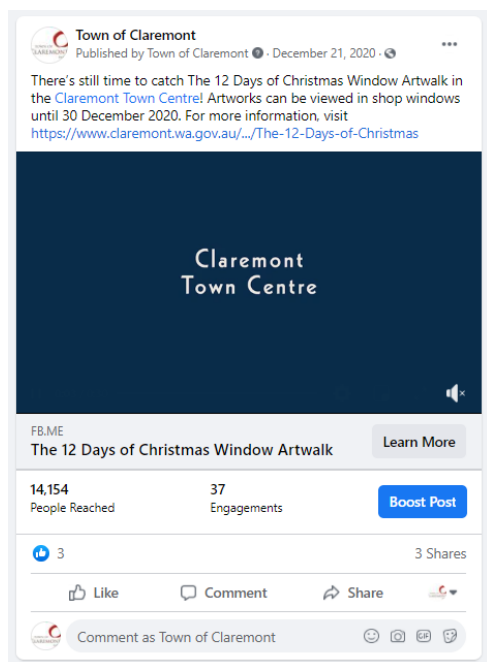 Town of Claremont
Published by Town of Claremont · December 21, 2020 ·
There's still time to catch The 12 Days of Christmas Window Artwalk in
the Claremont Town Centre! Artworks can be viewed in shop windows
until 30 December 2020. For more information, visit
https://www.claremont.wa.gov.au/.../The-12-Days-of-Christmas
Claremont
Town Centre
FB.ME
The 12 Days of Christmas Window Artwalk
Learn More
14,154
People Reached
37
Engagements
Boost Post
3
3 Shares
Like
Comment
Share
Comment as Town of Claremont
GIF